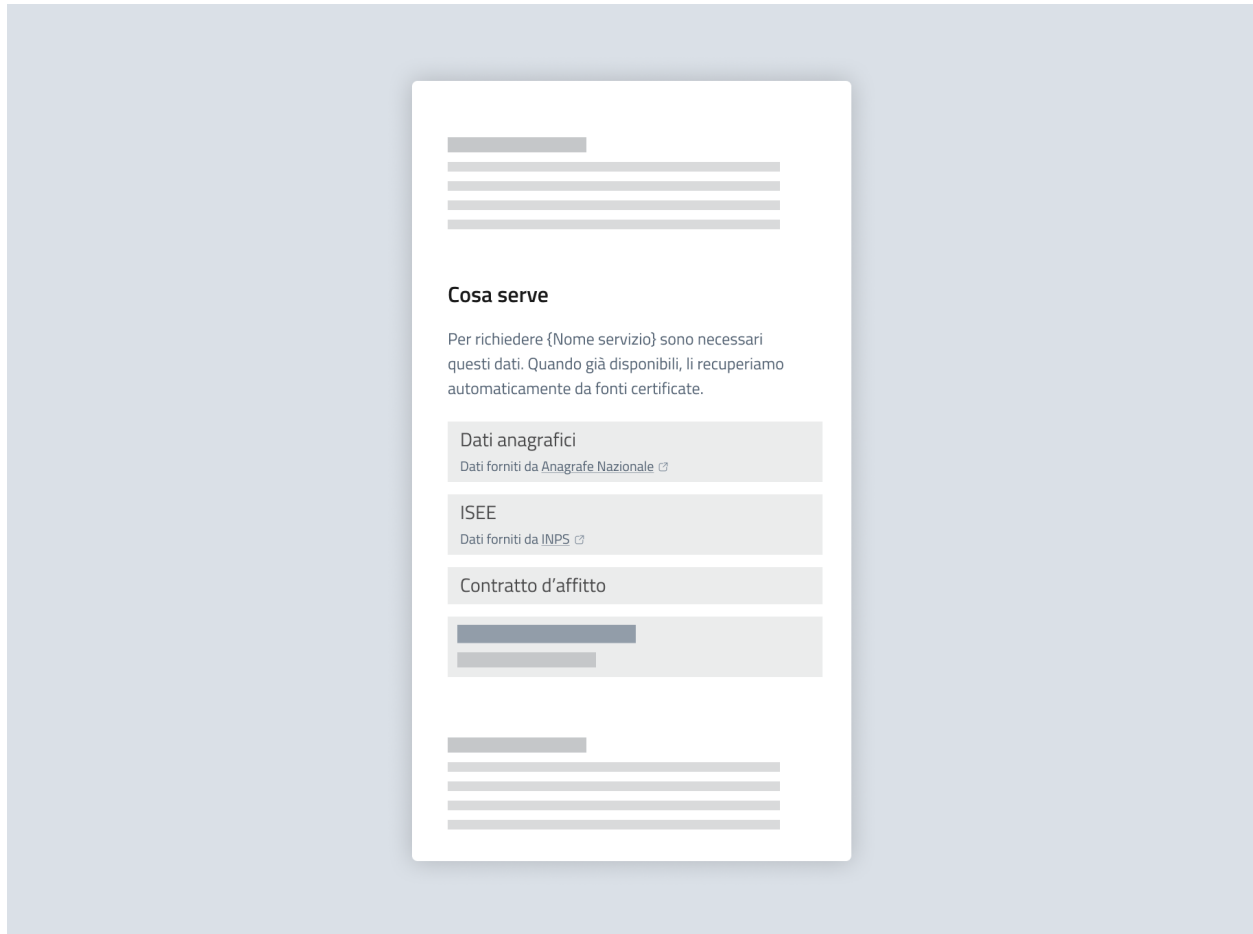 Cosa serve
Per richiedere {Nome servizio} sono necessari
questi dati. Quando già disponibili, li recuperiamo
automaticamente da fonti certificate.
Dati anagrafici
Dati forniti da Anagrafe Nazionale
ISEE
Dati forniti da INPS
Contratto d’affitto